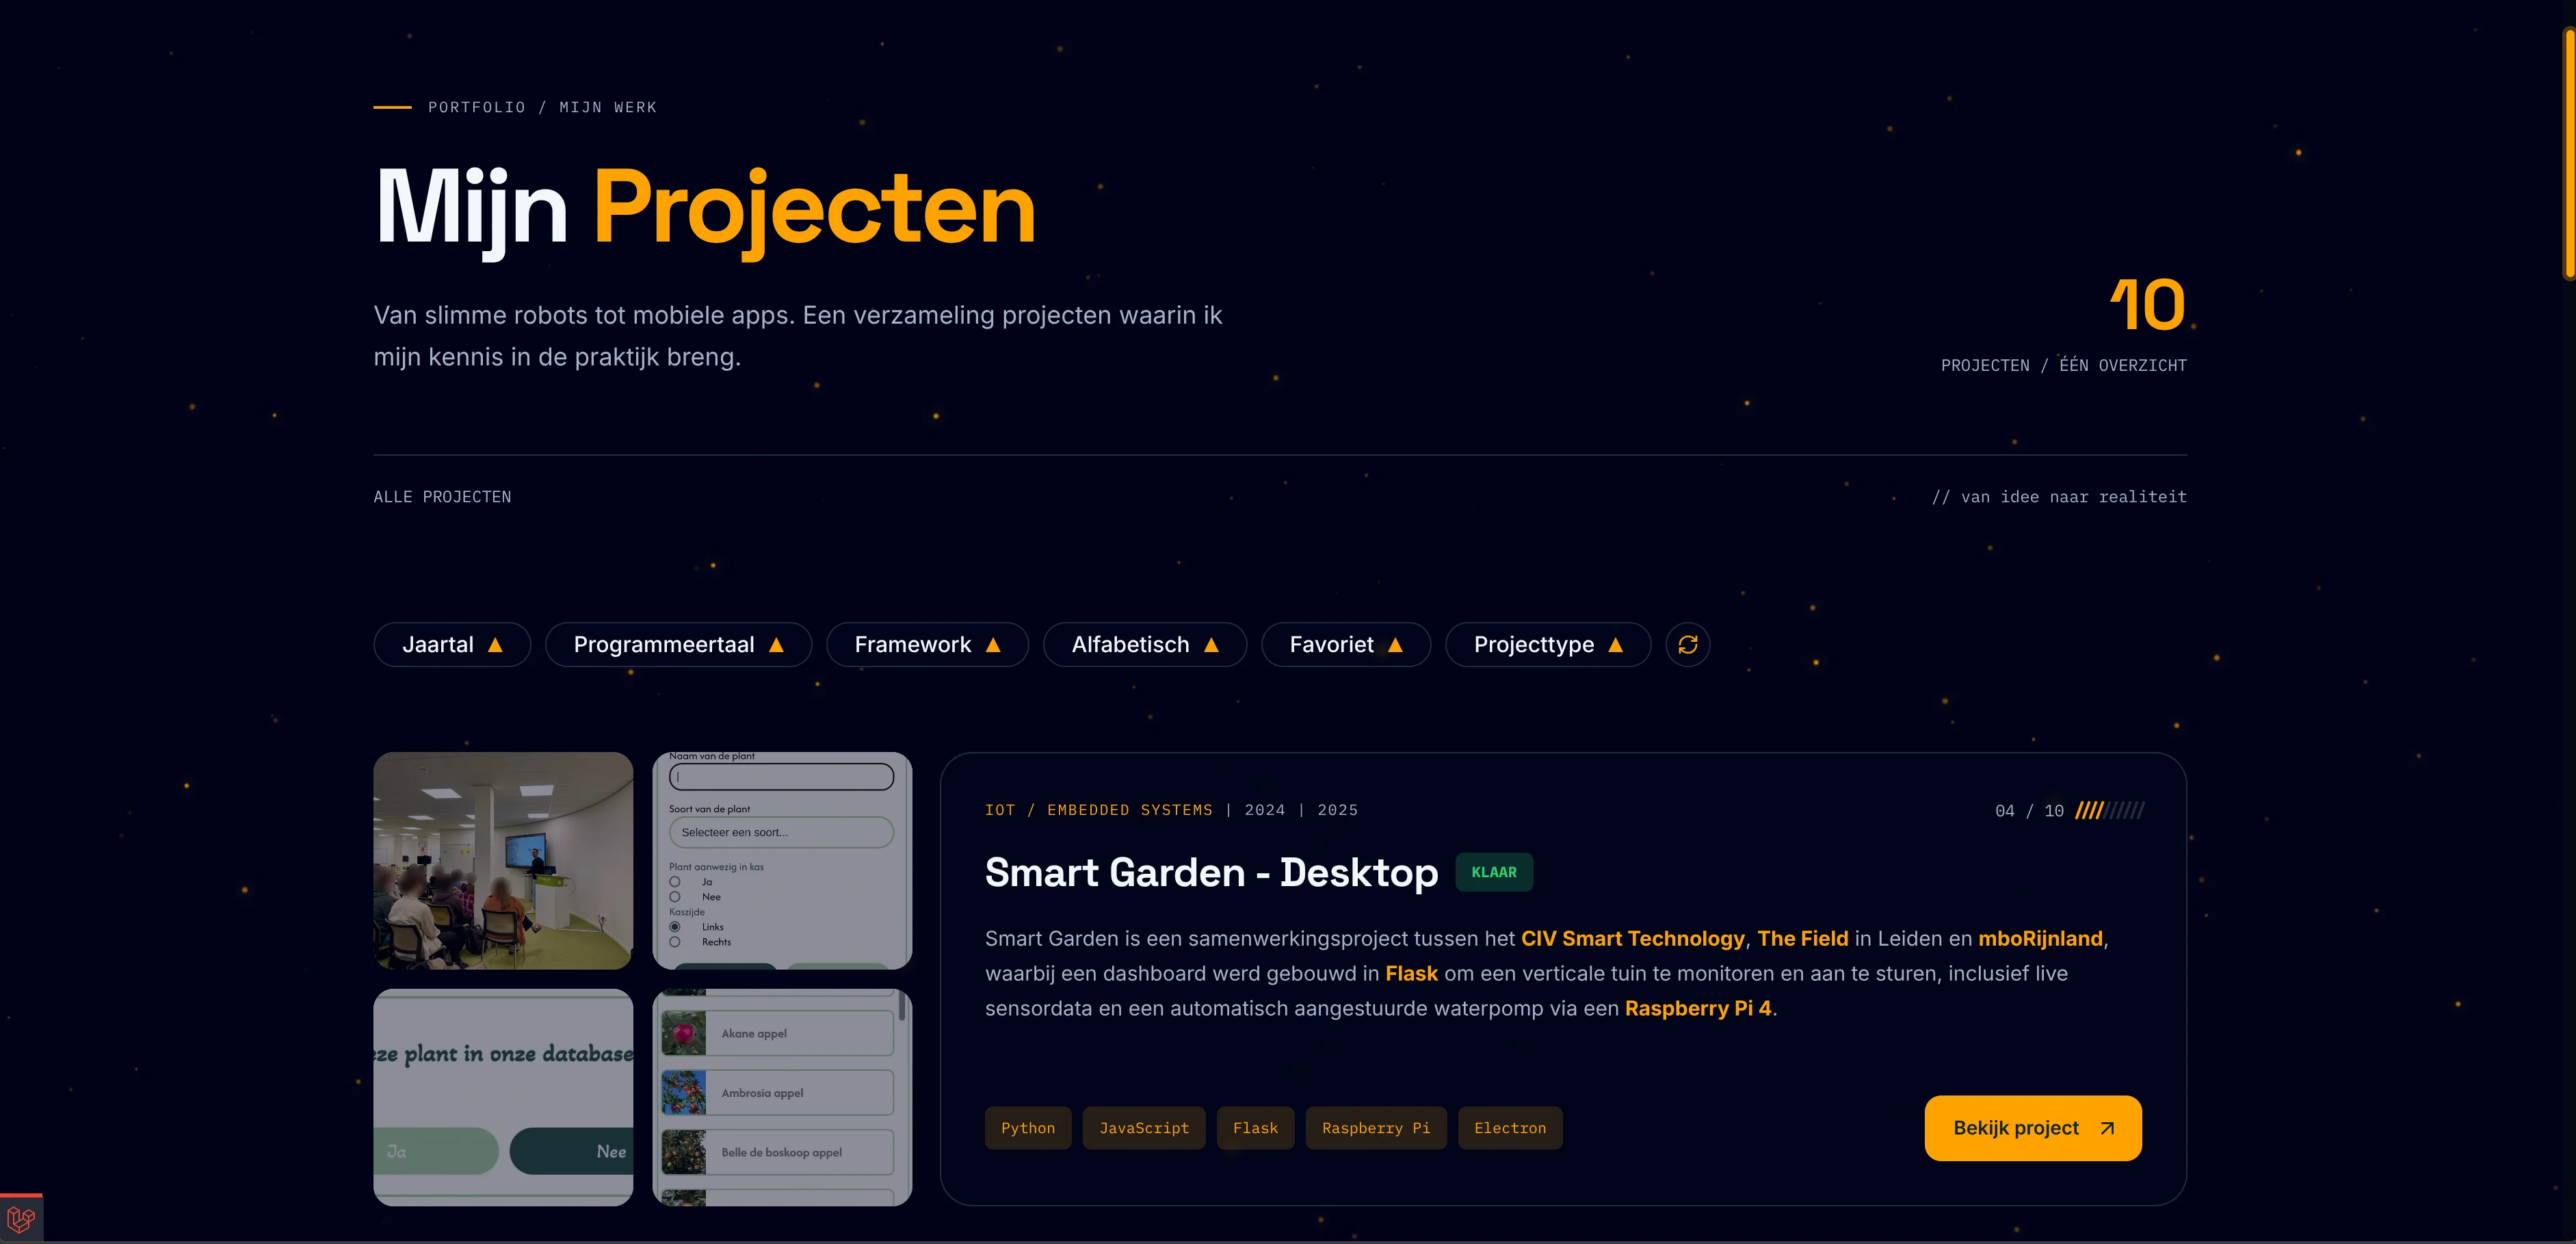 PORTFOLIO / MIJN WERK
Mijn Projecten
Van slimme robots tot mobiele apps. Een verzameling projecten waarin ik
mijn kennis in de praktijk breng.
10
PROJECTEN / ÉÉN OVERZICHT
ALLE PROJECTEN
// van idee naar realiteit
Jaartal ▲
Programmeertaal ▲
Framework ▲
Alfabetisch ▲
Favoriet ▲
Projecttype ▲
Naam van de plant
Soort van de plant
Selecteer een soort...
Plant aanwezig in kas
Ja
Nee
Kaszijde
Links
Rechts
eze plant in onze database
Ja
Nee
Akane appel
Ambrosia appel
Belle de boskoop appel
IOT / EMBEDDED SYSTEMS | 2024 | 2025
04 / 10
Smart Garden - Desktop
KLAAR
Smart Garden is een samenwerkingsproject tussen het CIV Smart Technology, The Field in Leiden en mboRijnland,
waarbij een dashboard werd gebouwd in Flask om een verticale tuin te monitoren en aan te sturen, inclusief live
sensordata en een automatisch aangestuurde waterpomp via een Raspberry Pi 4.
Python
JavaScript
Flask
Raspberry Pi
Electron
Bekijk project